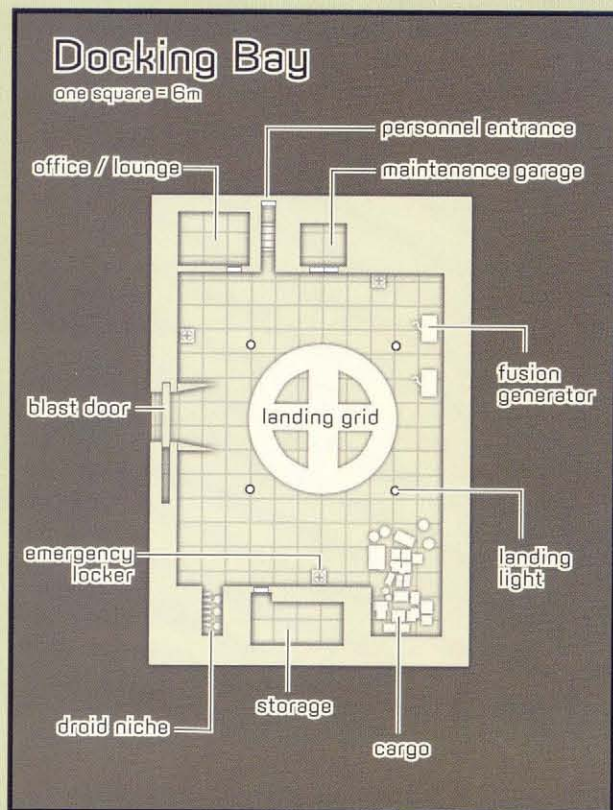 Docking Bay
one square = 6m
personnel entrance
office / lounge
maintenance garage
fusion
generator
blast door
landing grid
emergency
locker
landing
light
storage
droid niche
cargo